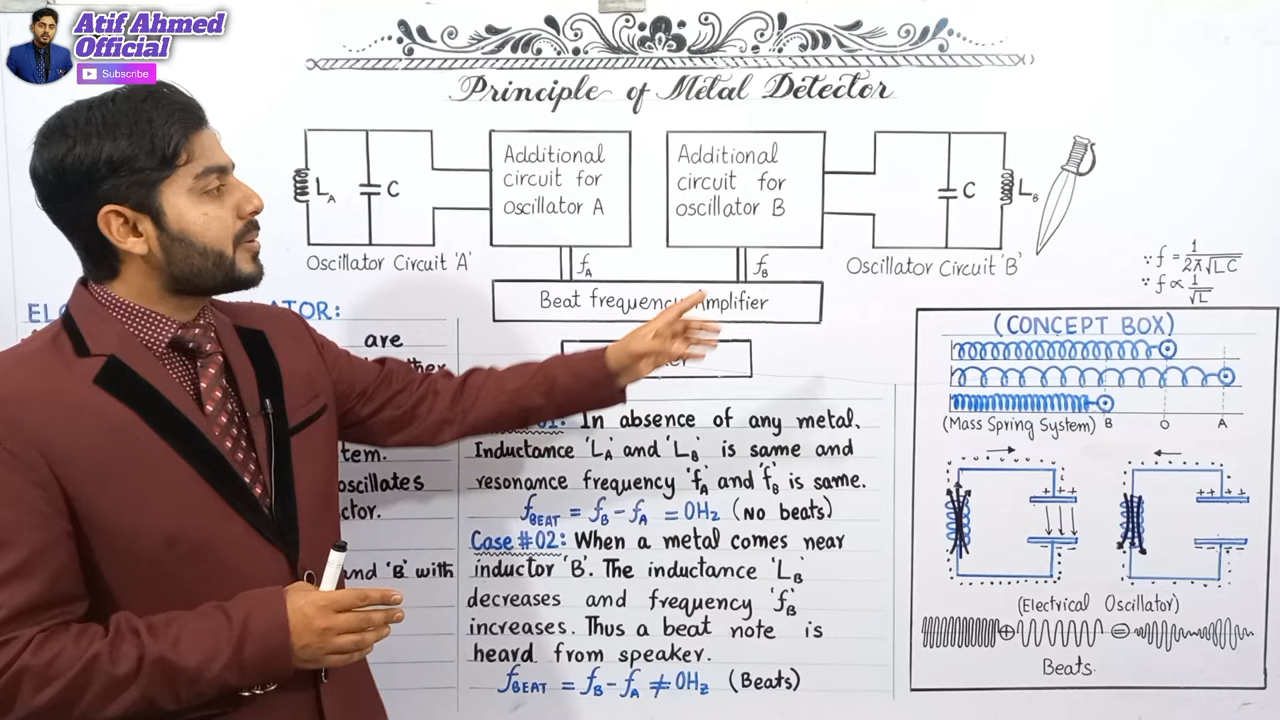 Atif Ahmed
Official
Subscribe
Principle of Metal Detector
L_A
C
Additional
circuit for
oscillator A
Additional
circuit for
oscillator B
C
L_B
Oscillator Circuit 'A'
f_A
f_B
Oscillator Circuit 'B'
Beat frequency Amplifier
∵ f = 1/2π√LC
∵ f ∝ 1/√L
are
tem.
oscillates
ctor.
and 'B' with
In absence of any metal.
Inductance 'L_A' and 'L_B' is same and
resonance frequency 'f_A' and 'f_B' is same.
f_BEAT = f_B - f_A = 0Hz (No beats)
Case #02: When a metal comes near
inductor 'B'. The inductance 'L_B'
decreases and frequency 'f_B'
increases. Thus a beat note is
heard from speaker.
f_BEAT = f_B - f_A ≠ 0Hz (Beats)
(CONCEPT BOX)
(Mass Spring System) B O A
+ +
+ + + +
(Electrical Oscillator)
+ =
Beats.